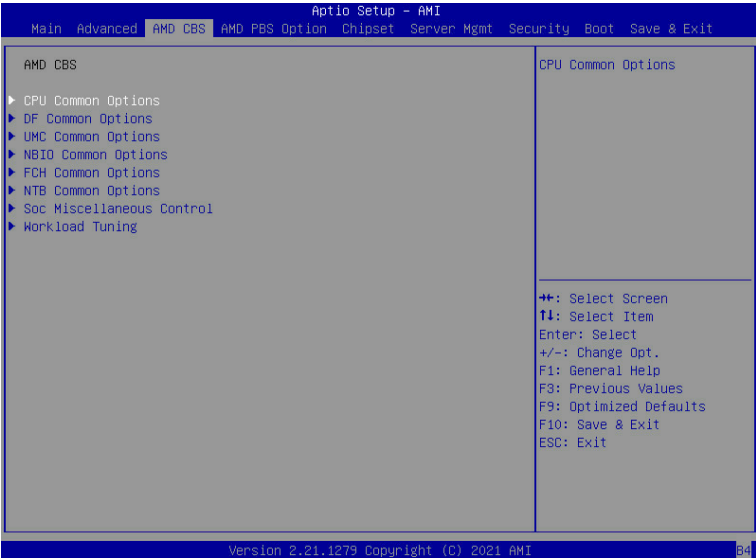 Aptio Setup – AMI
Main Advanced AMD CBS AMD PBS Option Chipset Server Mgmt Security Boot Save & Exit
AMD CBS
CPU Common Options
DF Common Options
UMC Common Options
NBIO Common Options
FCH Common Options
NTB Common Options
Soc Miscellaneous Control
Workload Tuning
CPU Common Options
→←: Select Screen
↑↓: Select Item
Enter: Select
+/-: Change Opt.
F1: General Help
F3: Previous Values
F9: Optimized Defaults
F10: Save & Exit
ESC: Exit
Version 2.21.1279 Copyright (C) 2021 AMI
B4